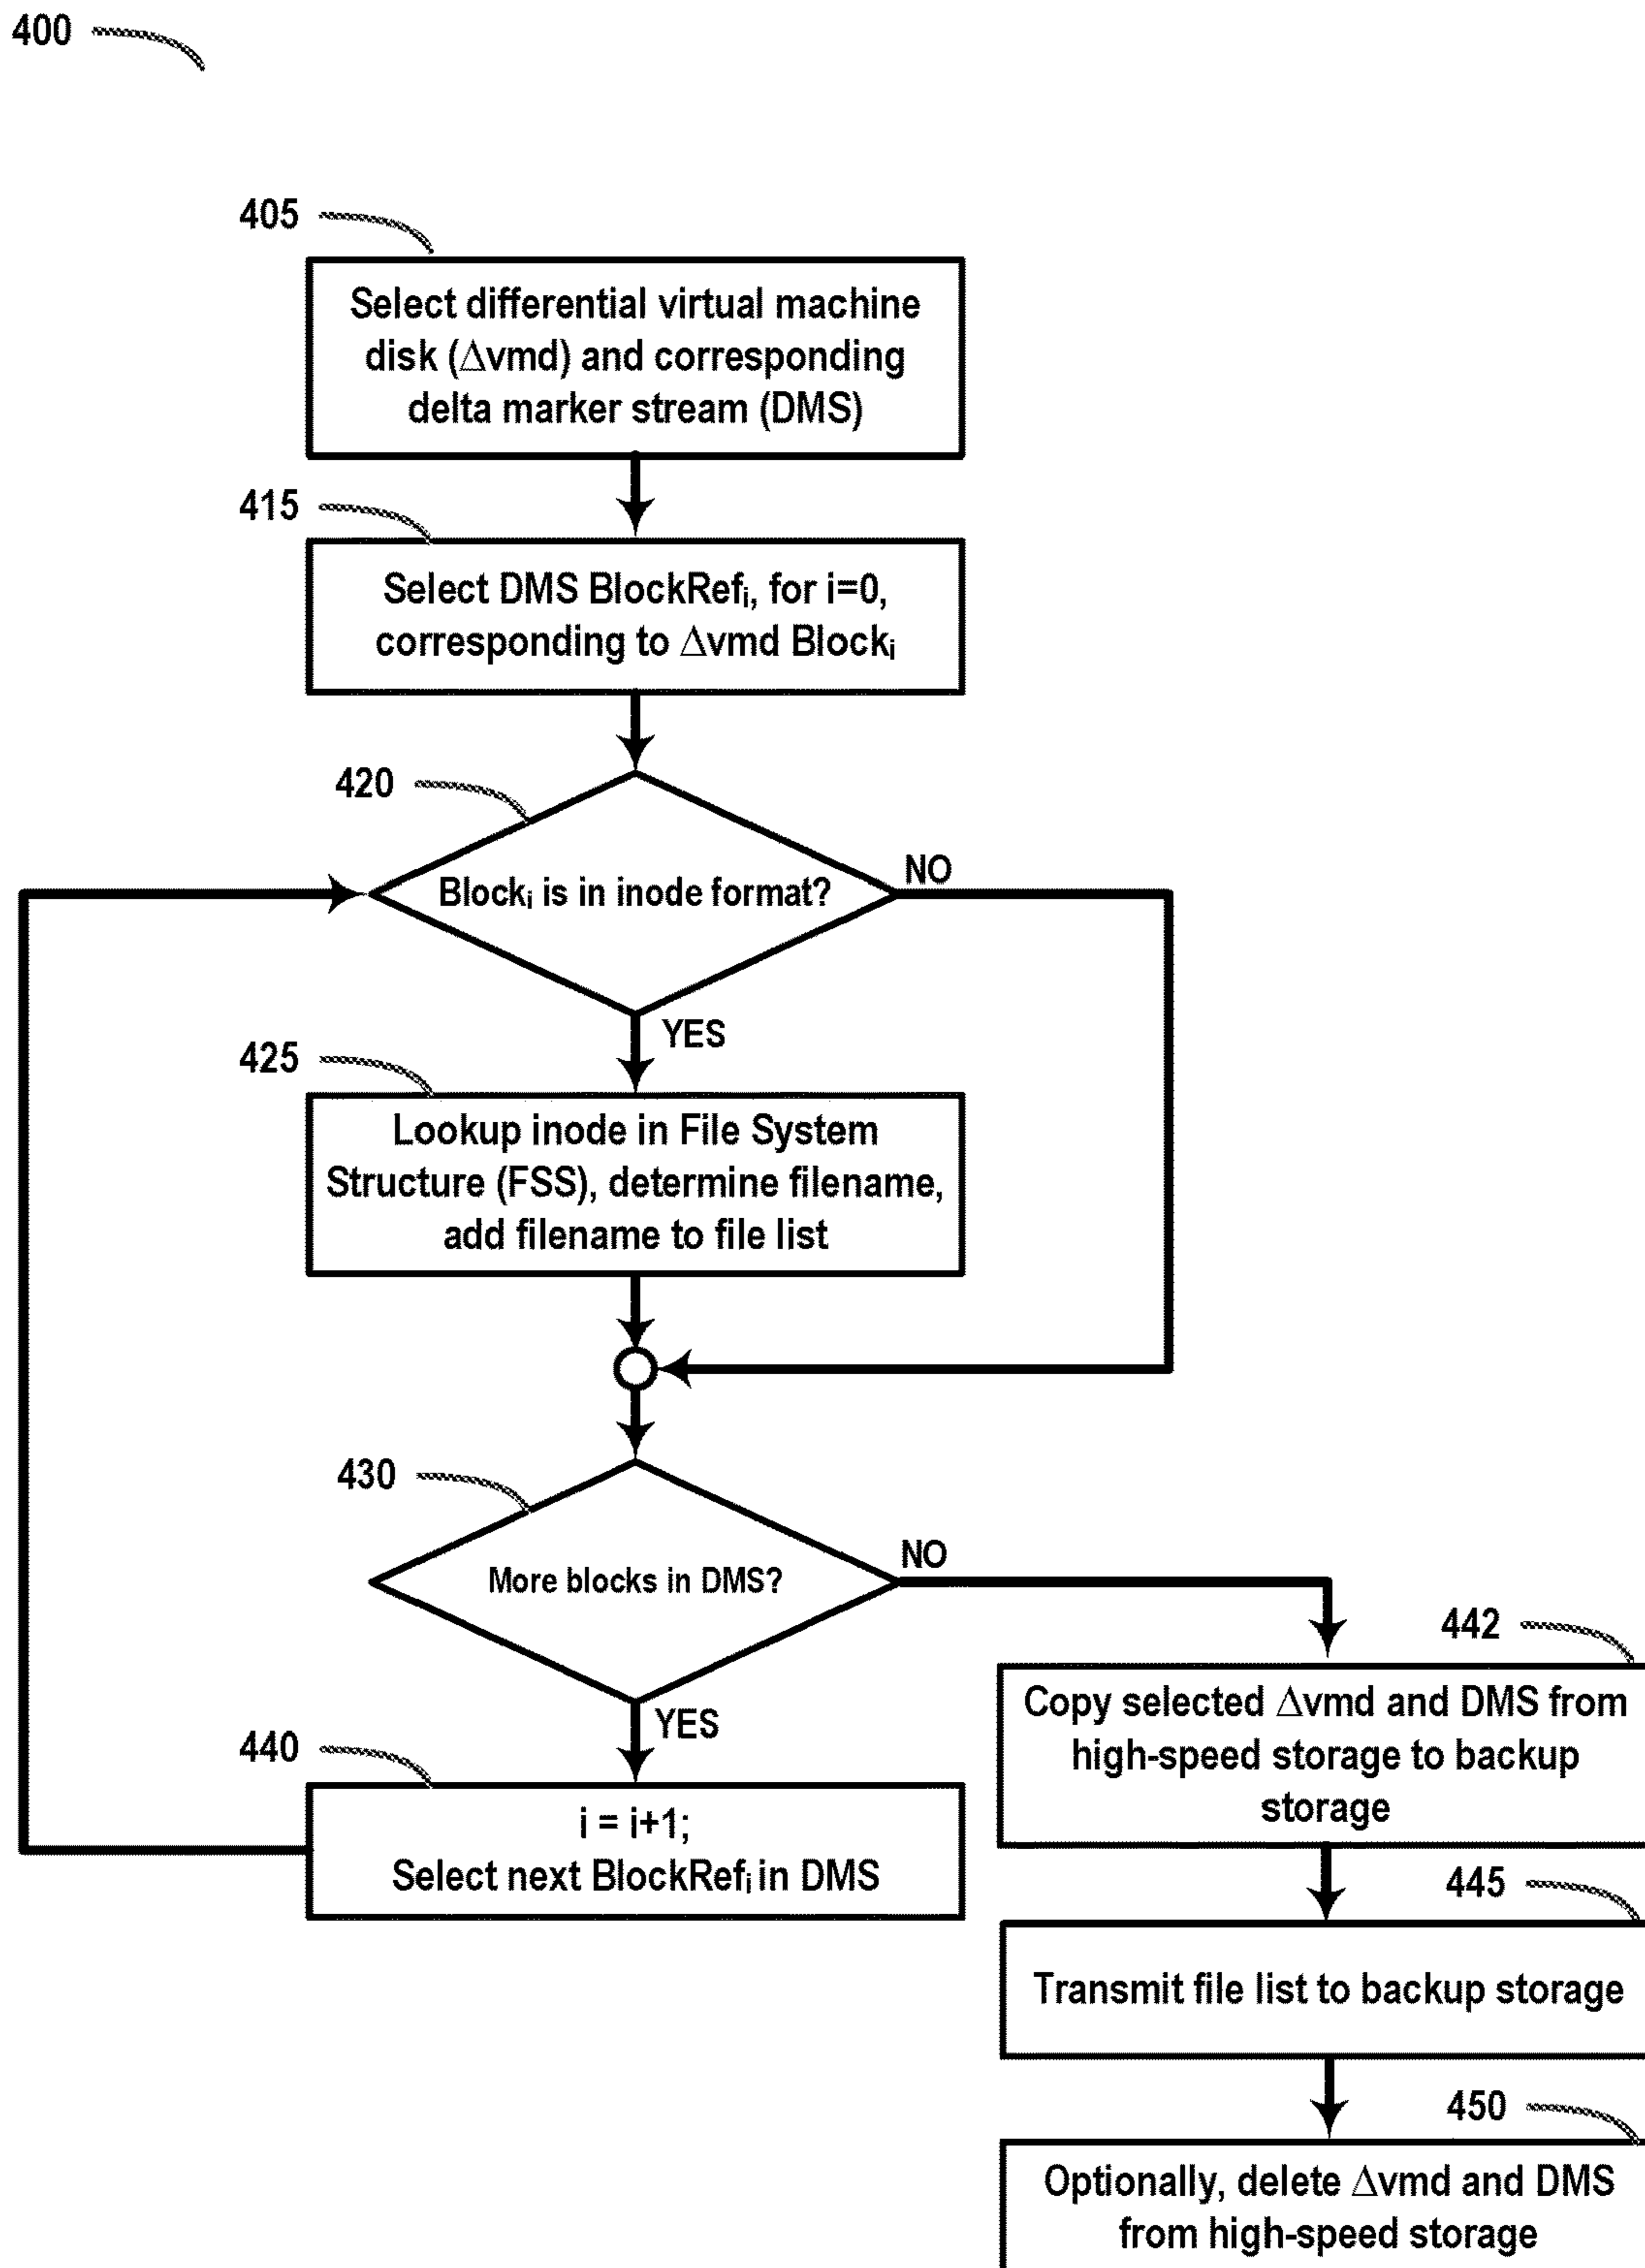 400
405
Select differential virtual machine
disk (∆vmd) and corresponding
delta marker stream (DMS)
415
Select DMS BlockRefᵢ, for i=0,
corresponding to ∆vmd Blockᵢ
420
Blockᵢ is in inode format?
NO
YES
425
Lookup inode in File System
Structure (FSS), determine filename,
add filename to file list
430
More blocks in DMS?
NO
YES
440
i = i+1;
Select next BlockRefᵢ in DMS
442
Copy selected ∆vmd and DMS from
high-speed storage to backup
storage
445
Transmit file list to backup storage
450
Optionally, delete ∆vmd and DMS
from high-speed storage